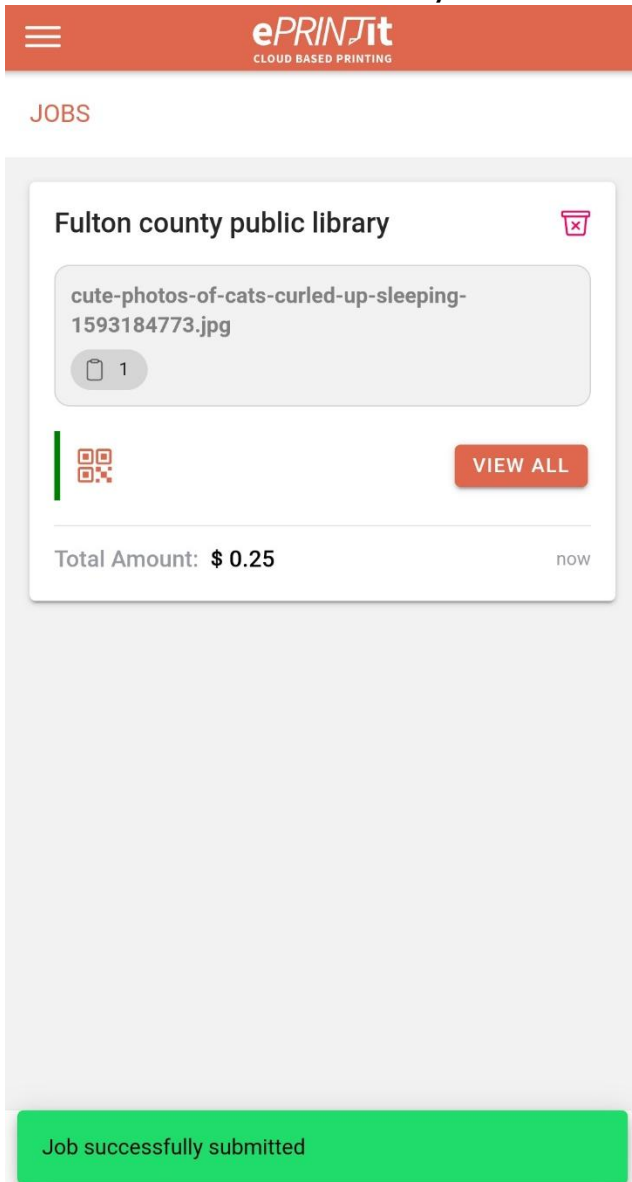 ePRINTit
CLOUD BASED PRINTING
JOBS
Fulton county public library
cute-photos-of-cats-curled-up-sleeping-
1593184773.jpg
1
VIEW ALL
Total Amount: $ 0.25 now
Job successfully submitted